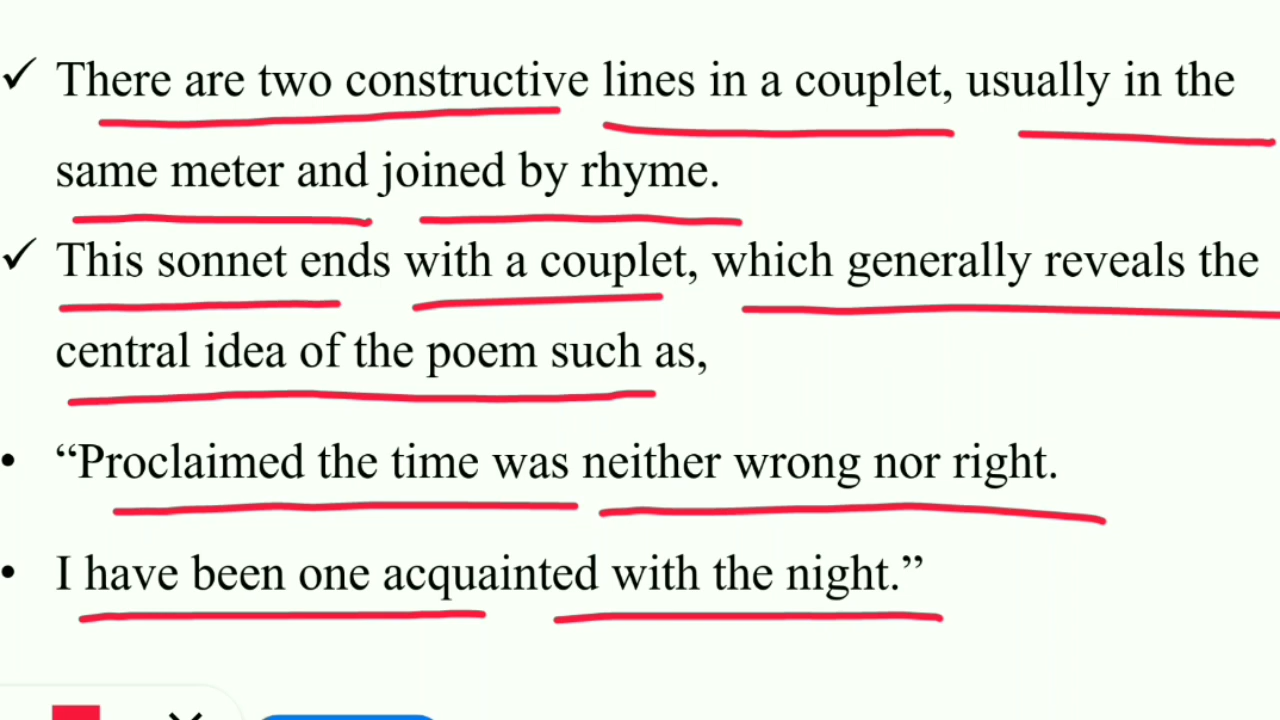 ✓ There are two constructive lines in a couplet, usually in the
same meter and joined by rhyme.
✓ This sonnet ends with a couplet, which generally reveals the
central idea of the poem such as,
• “Proclaimed the time was neither wrong nor right.
• I have been one acquainted with the night.”